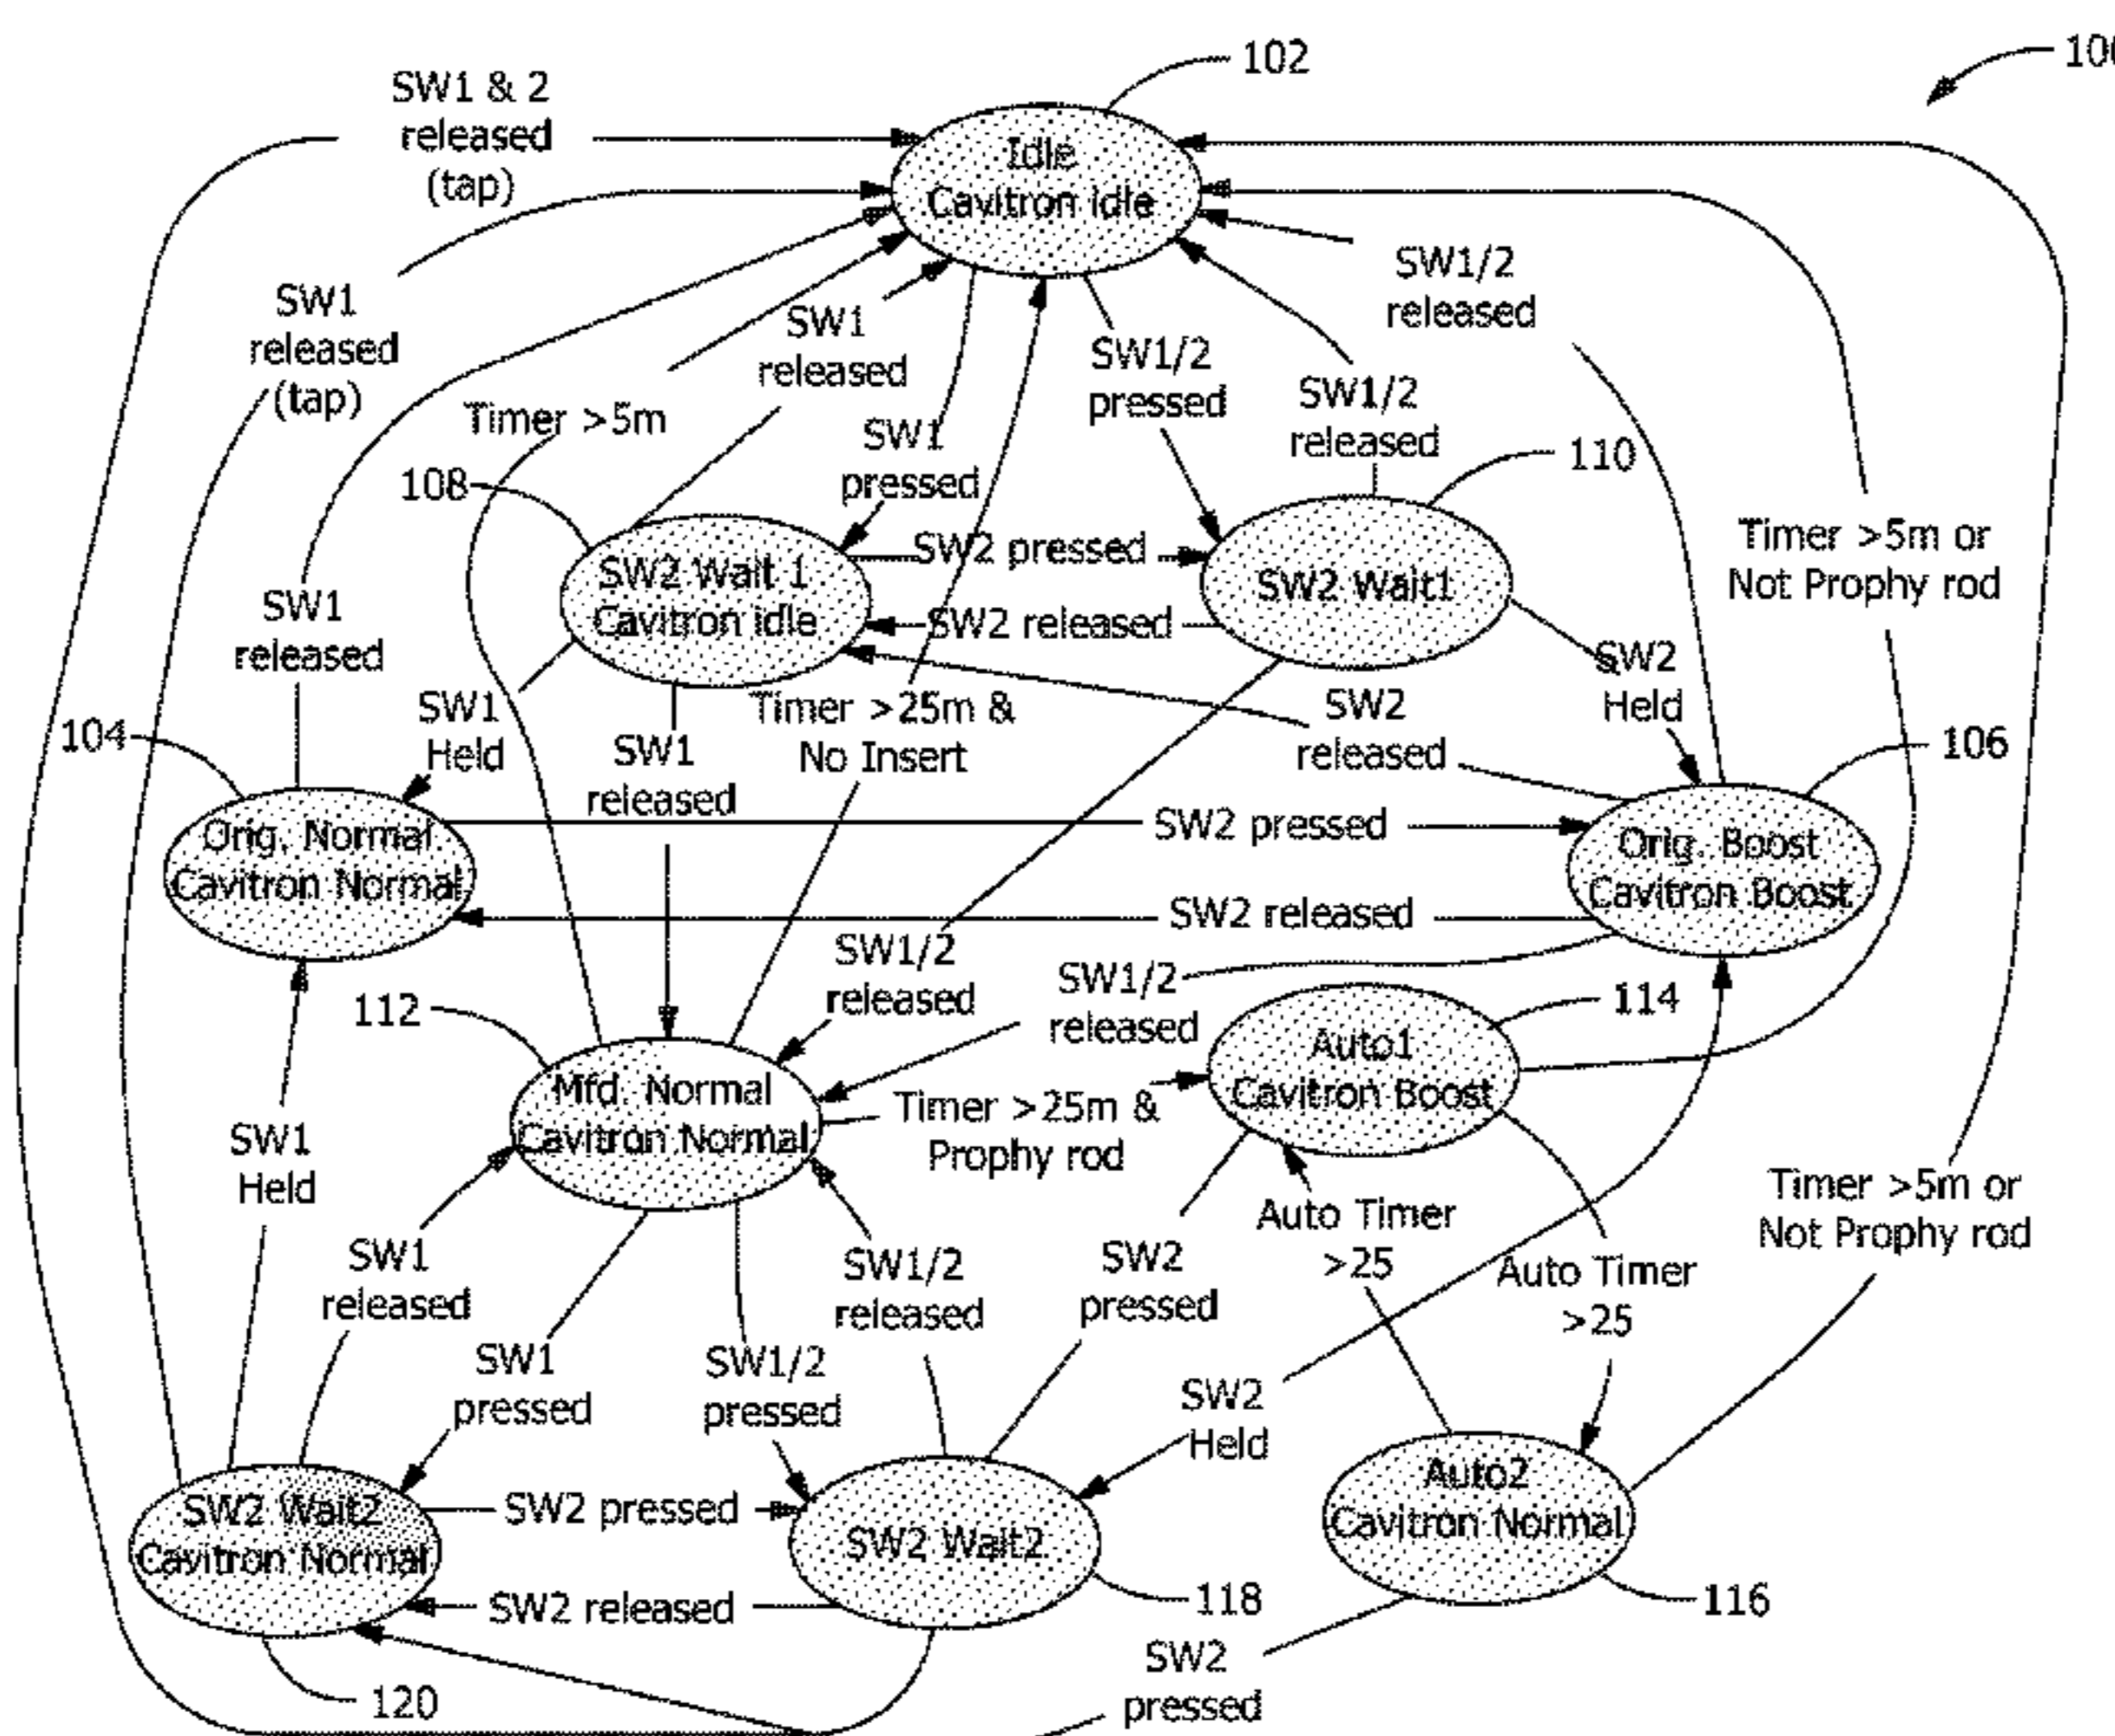 102
100
SW1 & 2
released
(tap)
Idle
Cavitron idle
SW1
released
(tap)
SW1
released
SW1/2
released
SW1/2
pressed
SW1/2
released
Timer >5m
SW1
pressed
108
110
Timer >5m or
Not Prophy rod
SW2 Wait 1
Cavitron idle
SW2 pressed
SW2 Wait1
SW2 released
SW1
released
SW2
Held
104
SW1
Held
SW1
released
Timer >25m &
No Insert
SW2
released
106
Orig. Normal
Cavitron Normal
SW2 pressed
Orig. Boost
Cavitron Boost
SW2 released
SW1/2
released
SW1/2
released
112
114
Mfd. Normal
Cavitron Normal
Auto1
Cavitron Boost
Timer >25m &
Prophy rod
SW1
Held
SW1
released
SW1/2
released
SW2
pressed
Auto Timer
>25
Auto Timer
>25
Timer >5m or
Not Prophy rod
SW1
pressed
SW1/2
pressed
SW2
Held
SW2 Wait2
Cavitron Normal
SW2 pressed
SW2 Wait2
Auto2
Cavitron Normal
SW2 released
118
116
120
SW2
pressed